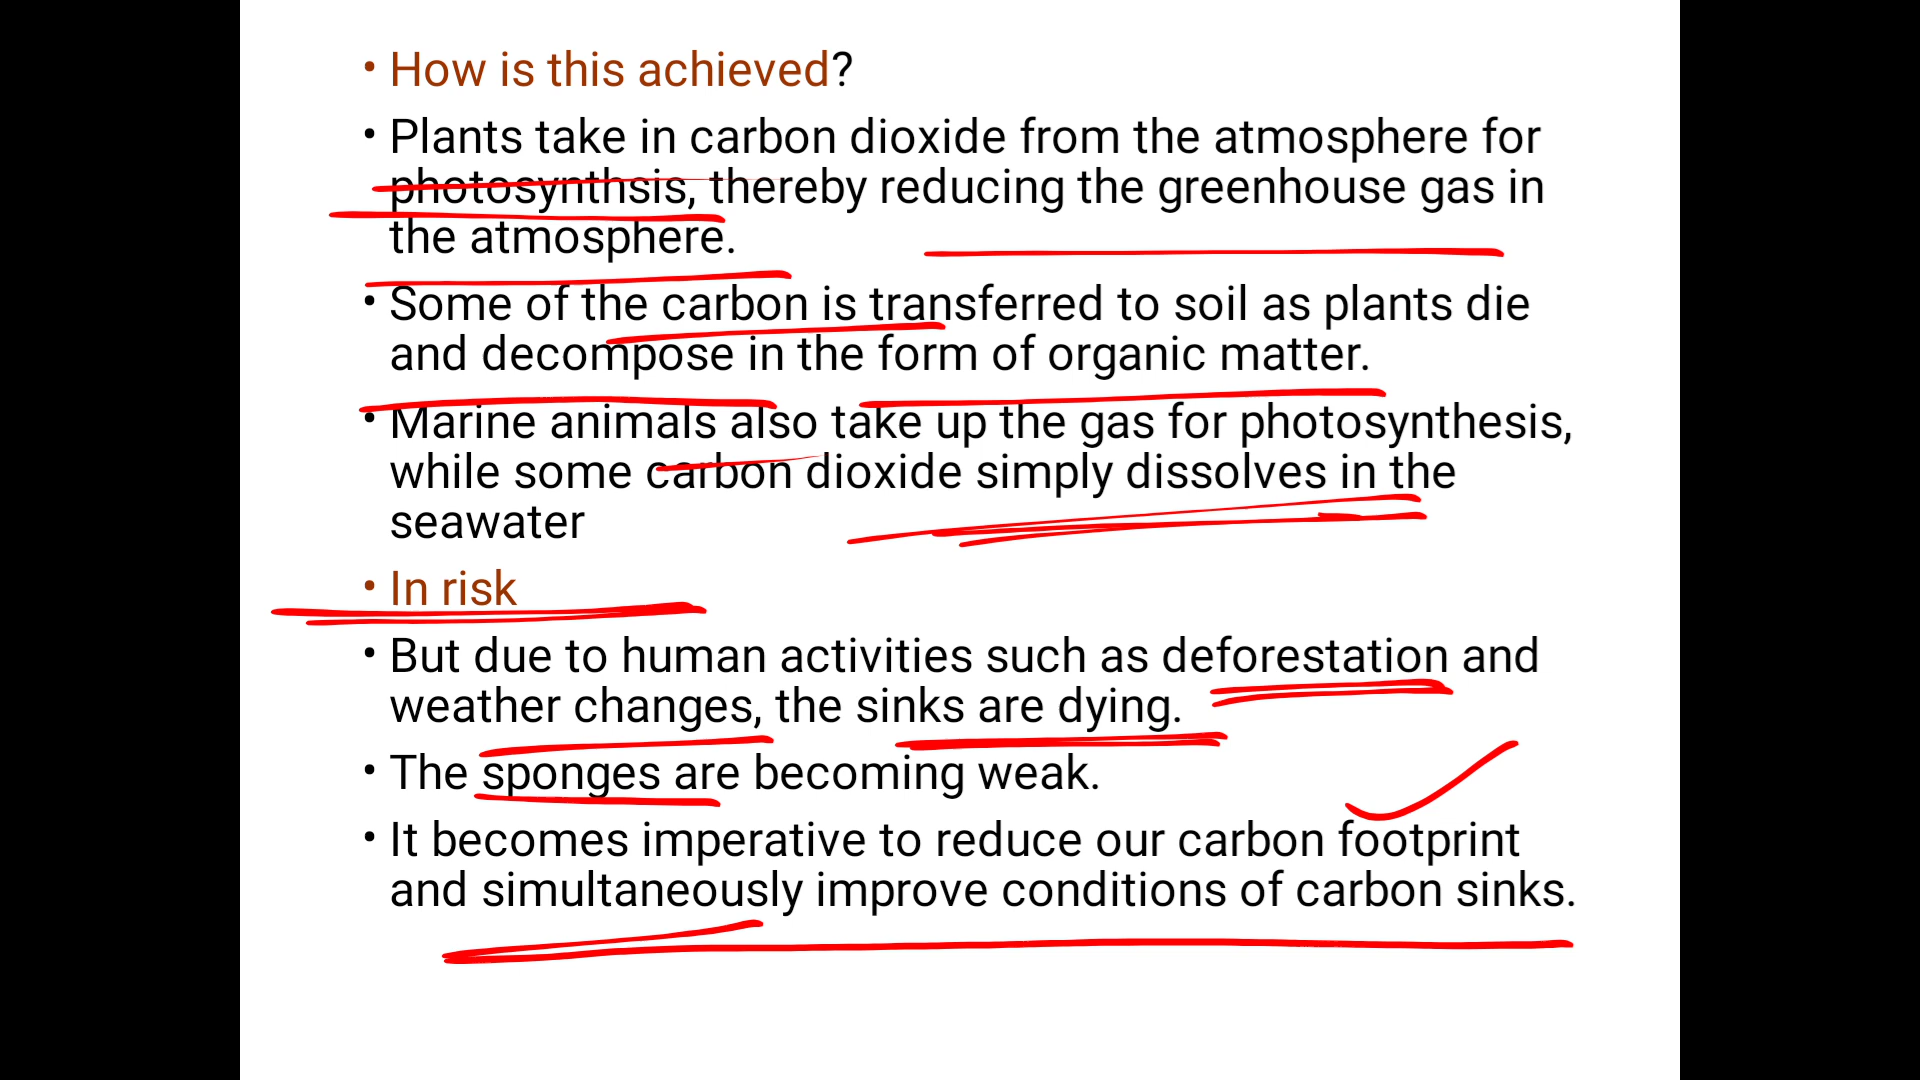 • How is this achieved?
• Plants take in carbon dioxide from the atmosphere for
photosynthsis, thereby reducing the greenhouse gas in
the atmosphere.
• Some of the carbon is transferred to soil as plants die
and decompose in the form of organic matter.
• Marine animals also take up the gas for photosynthesis,
while some carbon dioxide simply dissolves in the
seawater
• In risk
• But due to human activities such as deforestation and
weather changes, the sinks are dying.
• The sponges are becoming weak.
• It becomes imperative to reduce our carbon footprint
and simultaneously improve conditions of carbon sinks.